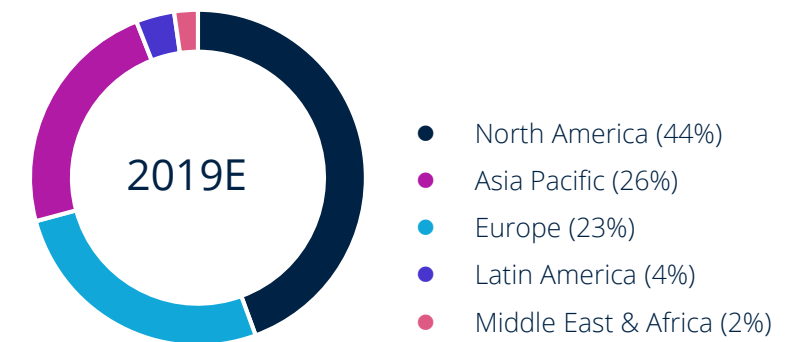 2019E
North America (44%)
Asia Pacific (26%)
Europe (23%)
Latin America (4%)
Middle East & Africa (2%)